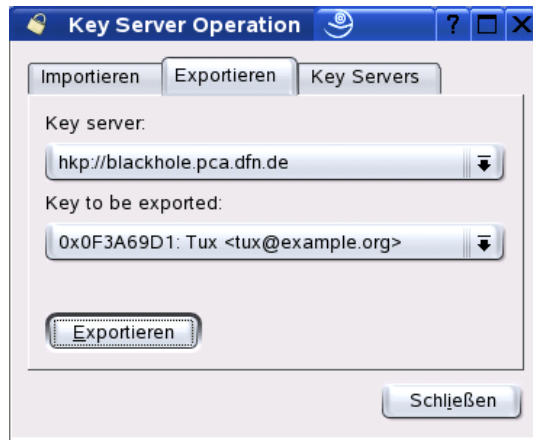 Key Server Operation
Importieren Exportieren Key Servers
Key server:
hkp://blackhole.pca.dfn.de
Key to be exported:
0x0F3A69D1: Tux <tux@example.org>
Exportieren
Schließen